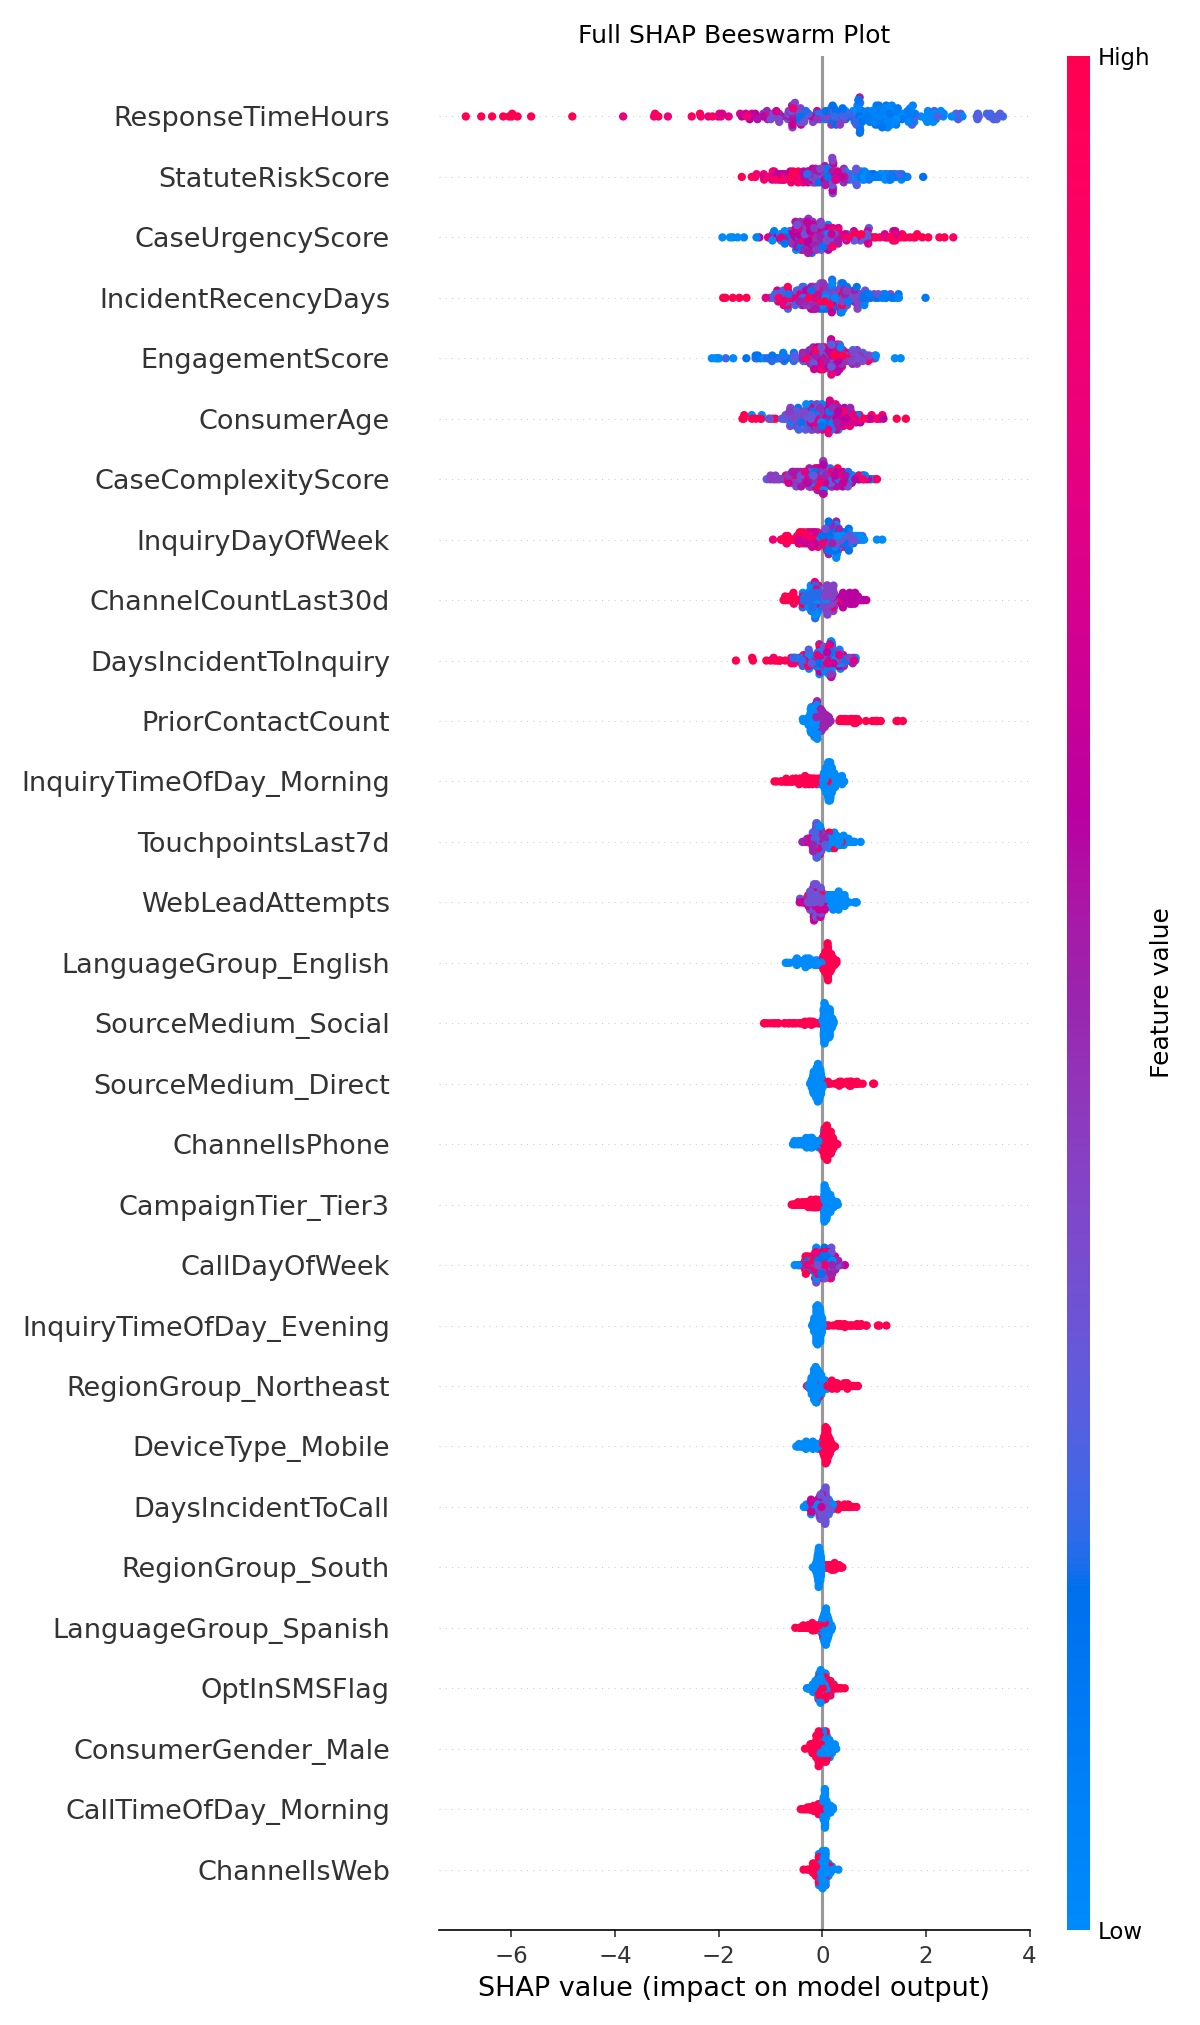 Full SHAP Beeswarm Plot
High
ResponseTimeHours
StatuteRiskScore
CaseUrgencyScore
IncidentRecencyDays
EngagementScore
ConsumerAge
CaseComplexityScore
InquiryDayOfWeek
ChannelCountLast30d
DaysIncidentToInquiry
PriorContactCount
InquiryTimeOfDay_Morning
TouchpointsLast7d
WebLeadAttempts
LanguageGroup_English
SourceMedium_Social
SourceMedium_Direct
ChannelIsPhone
CampaignTier_Tier3
CallDayOfWeek
InquiryTimeOfDay_Evening
RegionGroup_Northeast
DeviceType_Mobile
DaysIncidentToCall
RegionGroup_South
LanguageGroup_Spanish
OptInSMSFlag
ConsumerGender_Male
CallTimeOfDay_Morning
ChannelIsWeb
Feature value
Low
−6 −4 −2 0 2 4
SHAP value (impact on model output)